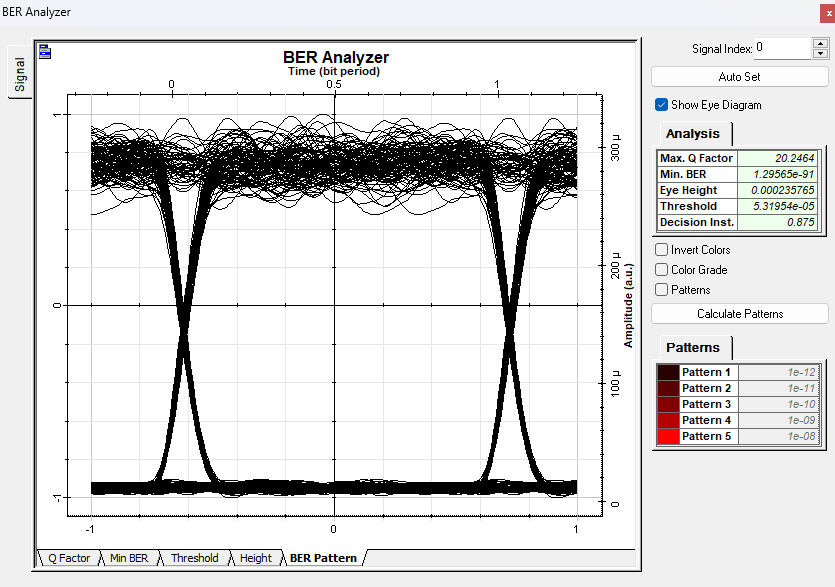 BER Analyzer
x
Signal
BER Analyzer
Time (bit period)
0 0.5 1
1
0
-1
-1 0 1
300 µ
200 µ
100 µ
0
Amplitude (a.u.)
Q Factor Min BER Threshold Height BER Pattern
Signal Index: 0
Auto Set
Show Eye Diagram
Analysis
Max. Q Factor 20.2464
Min. BER 1.29565e-91
Eye Height 0.000235765
Threshold 5.31954e-05
Decision Inst. 0.875
Invert Colors
Color Grade
Patterns
Calculate Patterns
Patterns
Pattern 1 1e-12
Pattern 2 1e-11
Pattern 3 1e-10
Pattern 4 1e-09
Pattern 5 1e-08